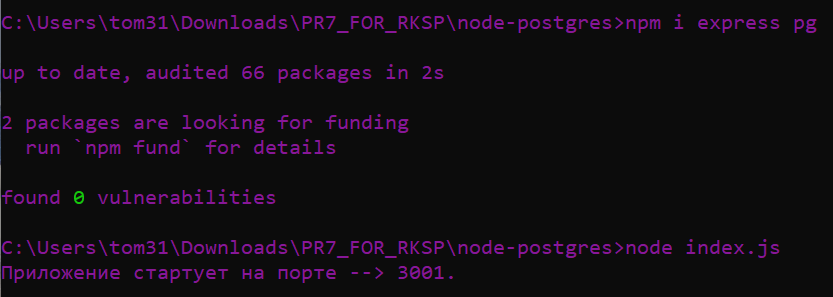 C:\Users\tom31\Downloads\PR7_FOR_RKSP\node-postgres>npm i express pg
up to date, audited 66 packages in 2s
2 packages are looking for funding
  run `npm fund` for details
found 0 vulnerabilities
C:\Users\tom31\Downloads\PR7_FOR_RKSP\node-postgres>node index.js
Приложение стартует на порте --> 3001.